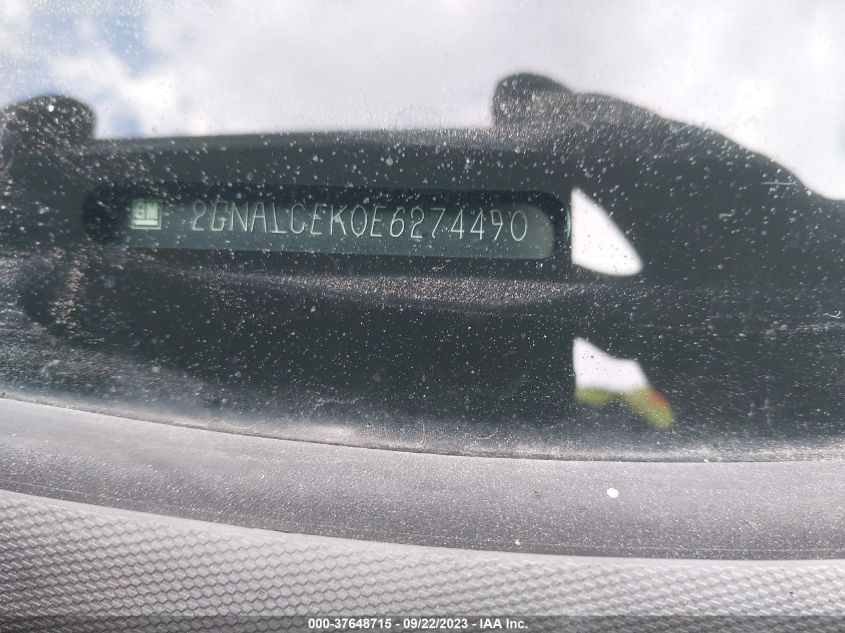 GM 2GNALCEK0E6274490
000-37648715 - 09/22/2023 - IAA Inc.